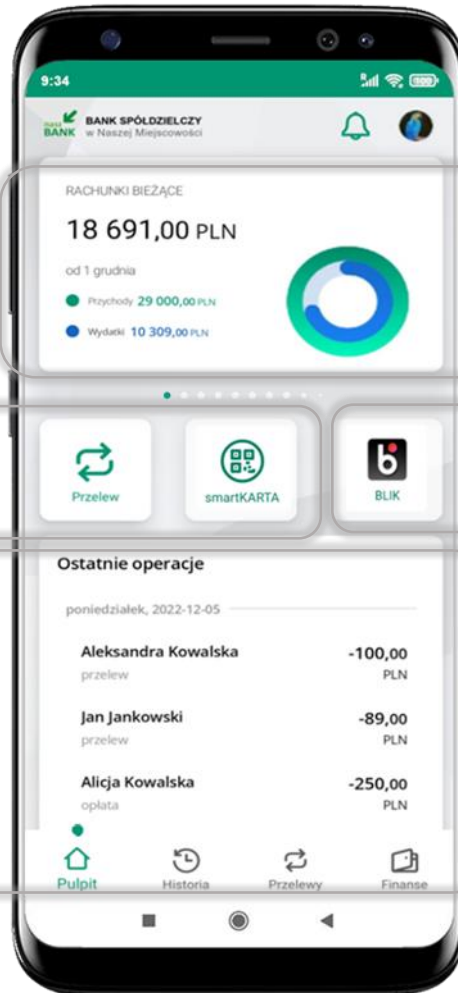 9:34
nasz
BANK
BANK SPÓŁDZIELCZY
w Naszej Miejscowości
RACHUNKI BIEŻĄCE
18 691,00 PLN
od 1 grudnia
Przychody 29 000,00 PLN
Wydatki 10 309,00 PLN
Przelew
smartKARTA
BLIK
Ostatnie operacje
poniedziałek, 2022-12-05
Aleksandra Kowalska -100,00
przelew PLN
Jan Jankowski -89,00
przelew PLN
Alicja Kowalska -250,00
opłata PLN
Pulpit Historia Przelewy Finanse